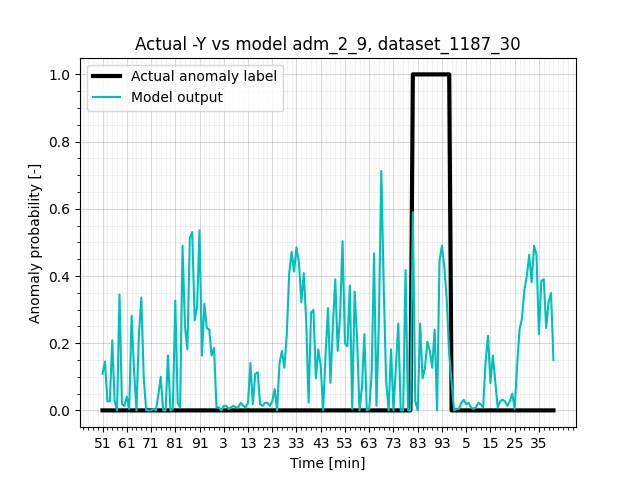 Actual -Y vs model adm_2_9, dataset_1187_30
Actual anomaly label
Model output
Anomaly probability [-]
1.0
0.8
0.6
0.4
0.2
0.0
51 61 71 81 91 3 13 23 33 43 53 63 73 83 93 5 15 25 35
Time [min]